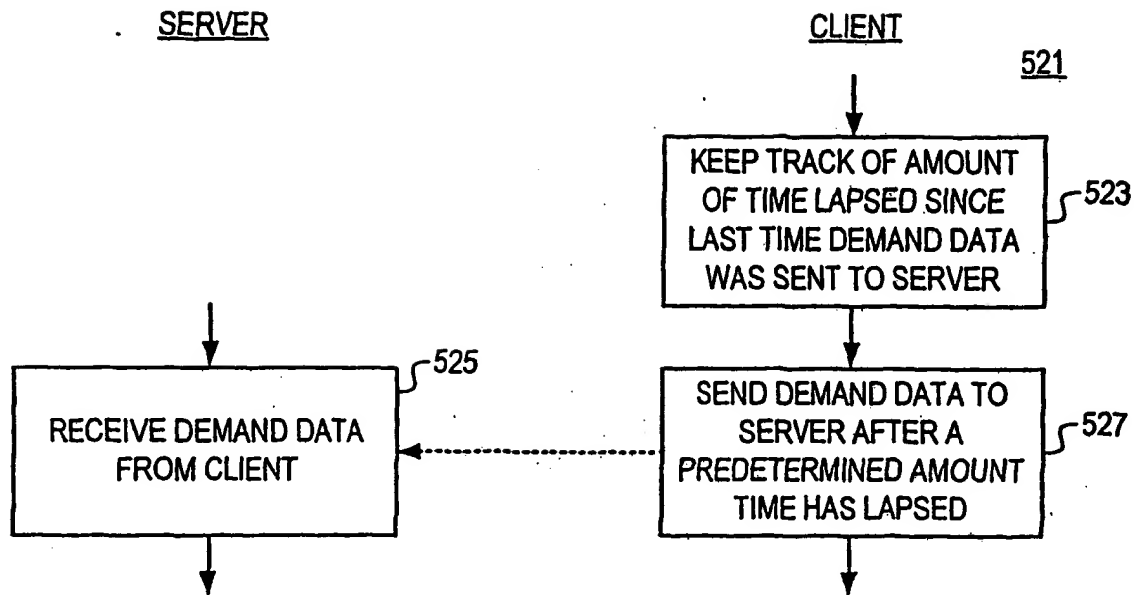 SERVER
CLIENT
521
KEEP TRACK OF AMOUNT
OF TIME LAPSED SINCE
LAST TIME DEMAND DATA
WAS SENT TO SERVER
523
525
RECEIVE DEMAND DATA
FROM CLIENT
SEND DEMAND DATA TO
SERVER AFTER A
PREDETERMINED AMOUNT
TIME HAS LAPSED
527